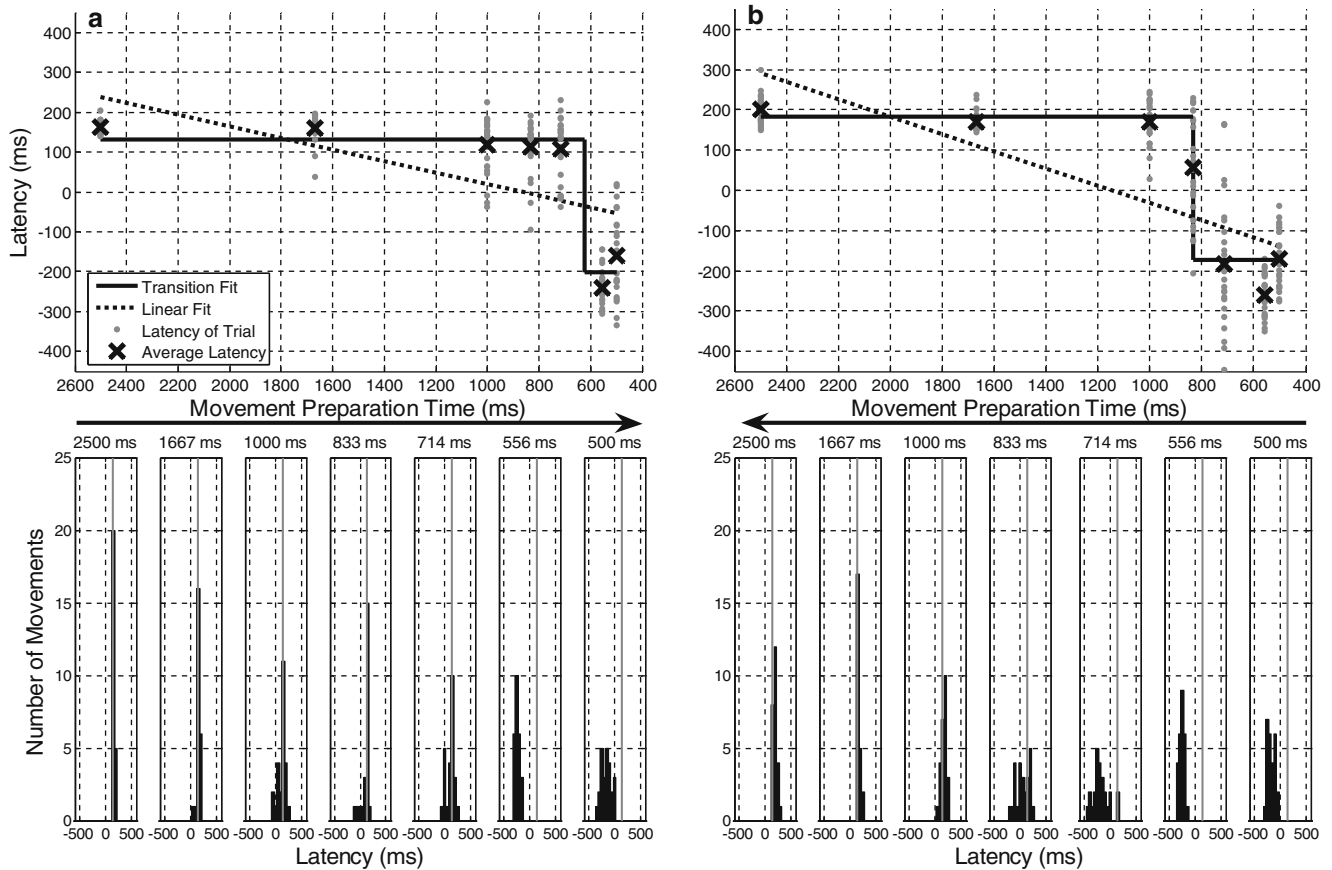 a
400
300
200
100
0
-100
-200
-300
-400
Latency (ms)
Transition Fit
Linear Fit
Latency of Trial
Average Latency
2600 2400 2200 2000 1800 1600 1400 1200 1000 800 600 400
Movement Preparation Time (ms)
b
400
300
200
100
0
-100
-200
-300
-400
2600 2400 2200 2000 1800 1600 1400 1200 1000 800 600 400
Movement Preparation Time (ms)
2500 ms 1667 ms 1000 ms 833 ms 714 ms 556 ms 500 ms
25
20
15
10
5
0
Number of Movements
-500 0 500 -500 0 500 -500 0 500 -500 0 500 -500 0 500 -500 0 500 -500 0 500
Latency (ms)
2500 ms 1667 ms 1000 ms 833 ms 714 ms 556 ms 500 ms
25
20
15
10
5
0
-500 0 500 -500 0 500 -500 0 500 -500 0 500 -500 0 500 -500 0 500 -500 0 500
Latency (ms)